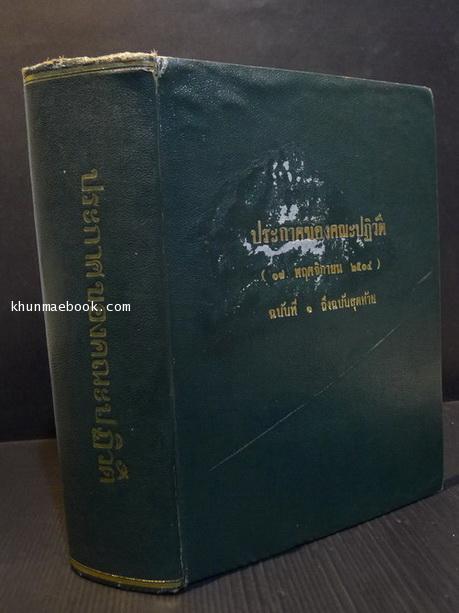 ประกาศของคณะปฏิวัติ
ประกาศของคณะปฏิวัติ
( ๑๗ พฤศจิกายน ๒๕๑๔ )
ฉบับที่ ๑ ถึงฉบับสุดท้าย
khunmaebook.com